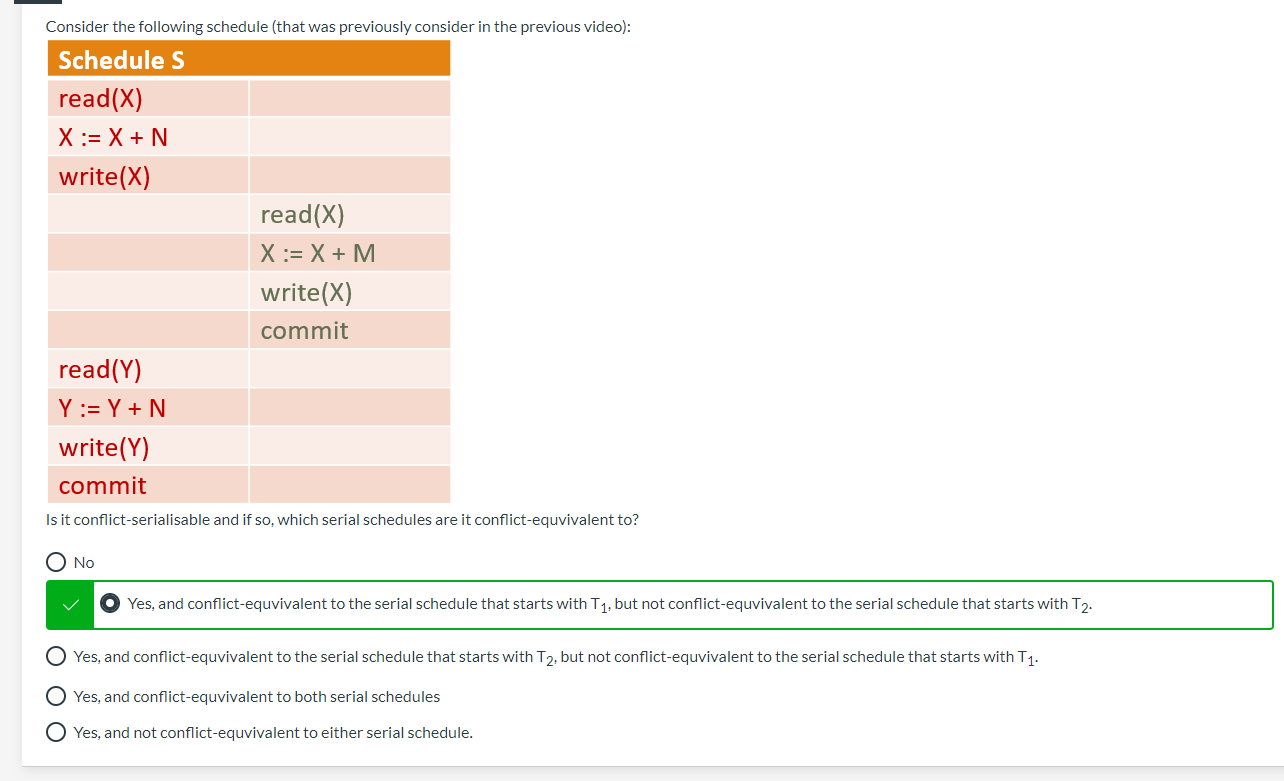 Consider the following schedule (that was previously consider in the previous video):
Schedule S
read(X)
X := X + N
write(X)
read(X)
X := X + M
write(X)
commit
read(Y)
Y := Y + N
write(Y)
commit
Is it conflict-serialisable and if so, which serial schedules are it conflict-equvivalent to?
No
Yes, and conflict-equvivalent to the serial schedule that starts with T1, but not conflict-equvivalent to the serial schedule that starts with T2.
Yes, and conflict-equvivalent to the serial schedule that starts with T2, but not conflict-equvivalent to the serial schedule that starts with T1.
Yes, and conflict-equvivalent to both serial schedules
Yes, and not conflict-equvivalent to either serial schedule.